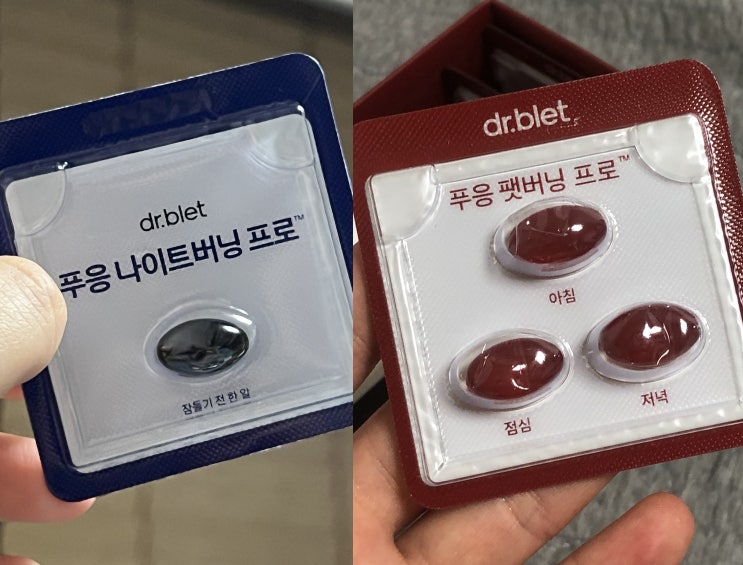 dr.blet
푸응 나이트버닝 프로™
잠들기 전 한 알
dr.blet
푸응 팻버닝 프로™
아침
점심
저녁